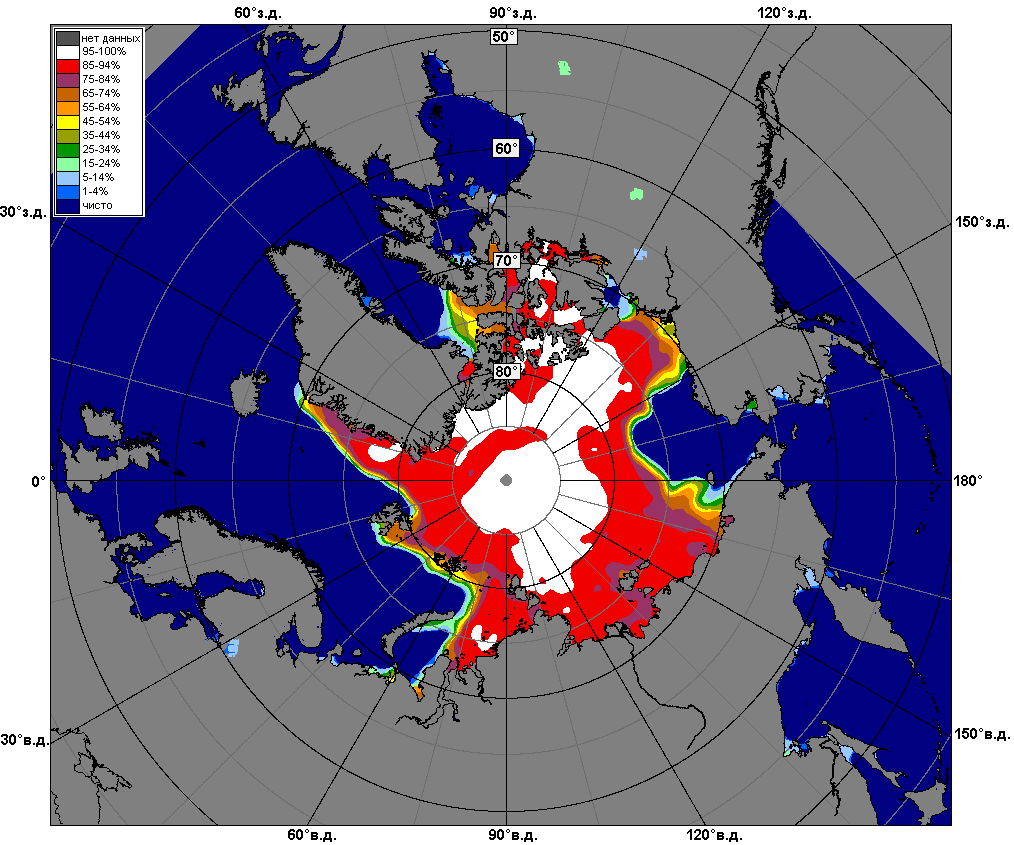 60°з.д.
90°з.д.
120°з.д.
нет данных
95-100%
85-94%
75-84%
65-74%
55-64%
45-54%
35-44%
25-34%
15-24%
5-14%
1-4%
чисто
50°
60°
30°з.д.
150°з.д.
70°
80°
0°
180°
30°в.д.
150°в.д.
60°в.д.
90°в.д.
120°в.д.